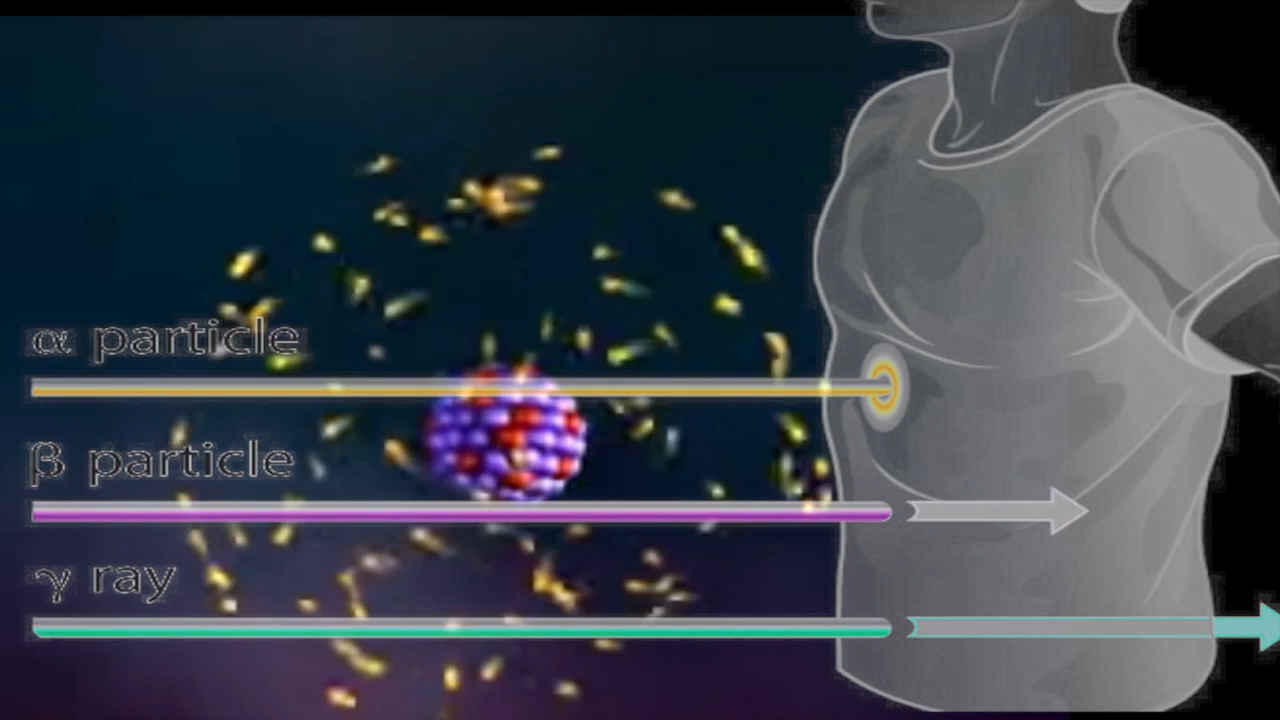 α particle
β particle
γ ray